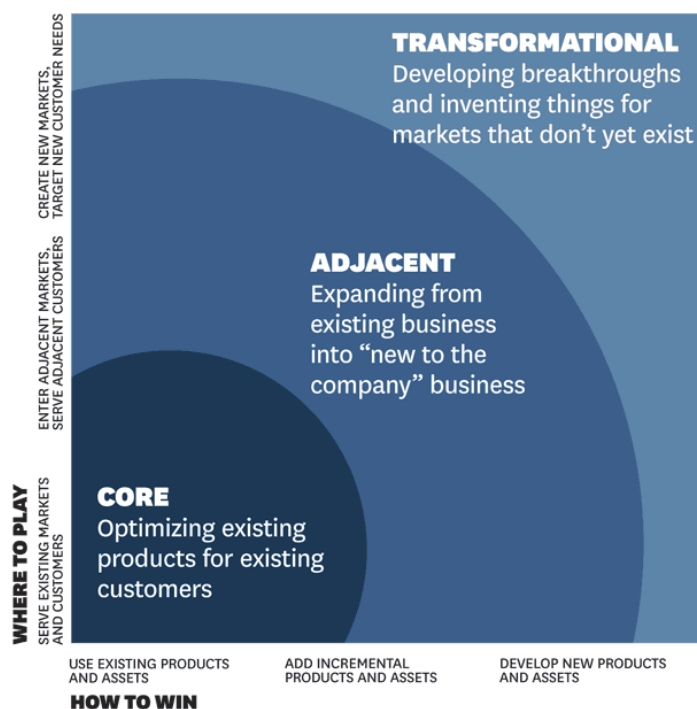 TRANSFORMATIONAL
Developing breakthroughs
and inventing things for
markets that don’t yet exist
ADJACENT
Expanding from
existing business
into “new to the
company” business
CORE
Optimizing existing
products for existing
customers
WHERE TO PLAY
CREATE NEW MARKETS,
TARGET NEW CUSTOMER NEEDS
ENTER ADJACENT MARKETS,
SERVE ADJACENT CUSTOMERS
SERVE EXISTING MARKETS
AND CUSTOMERS
USE EXISTING PRODUCTS
AND ASSETS
ADD INCREMENTAL
PRODUCTS AND ASSETS
DEVELOP NEW PRODUCTS
AND ASSETS
HOW TO WIN